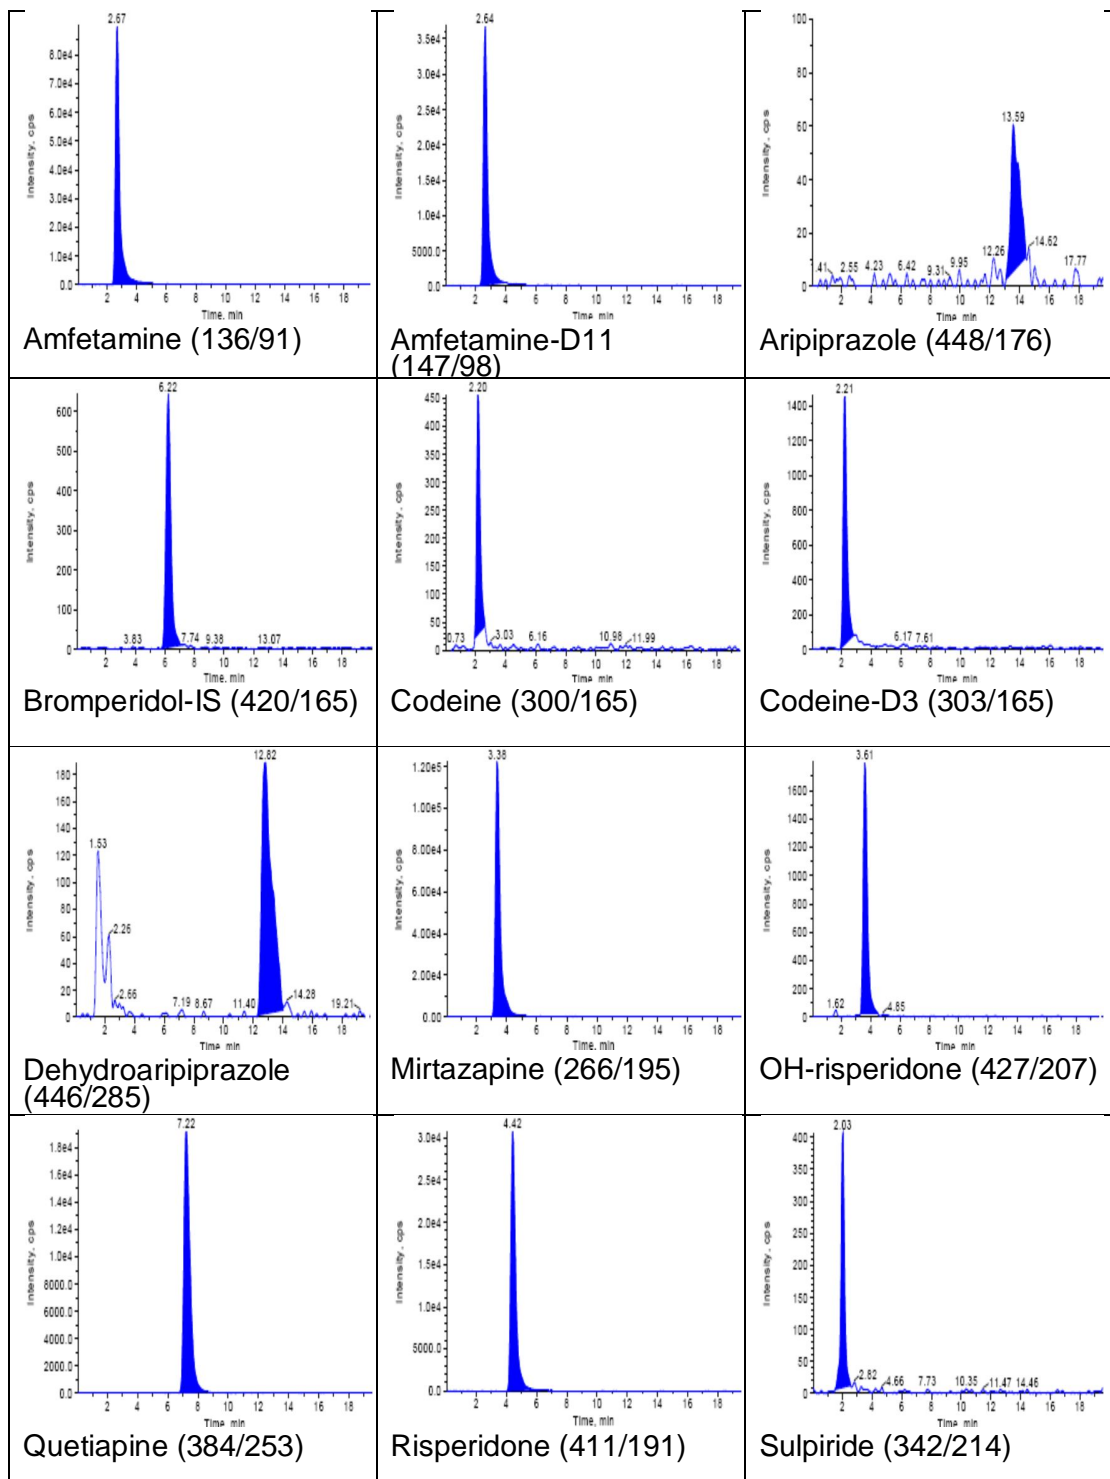 2.67
8.0e4
7.0e4
6.0e4
5.0e4
4.0e4
3.0e4
2.0e4
1.0e4
0.0
Intensity, cps
2 4 6 8 10 12 14 16 18
Time, min
Amfetamine (136/91)
2.64
3.5e4
3.0e4
2.5e4
2.0e4
1.5e4
1.0e4
5000.0
0.0
Intensity, cps
2 4 6 8 10 12 14 16 18
Time, min
Amfetamine-D11
(147/98)
100
80
60
40
20
0
Intensity, cps
13.59
.41 2.55 4.23 6.42 9.31 9.95 12.26 14.62 17.77
2 4 6 8 10 12 14 16 18
Time, min
Aripiprazole (448/176)
6.22
600
500
400
300
200
100
0
Intensity, cps
3.83 7.74 9.38 13.07
2 4 6 8 10 12 14 16 18
Time, min
Bromperidol-IS (420/165)
2.20
450
400
350
300
250
200
150
100
50
0
Intensity, cps
0.73 3.03 6.16 10.98 11.99
2 4 6 8 10 12 14 16 18
Time, min
Codeine (300/165)
2.21
1400
1200
1000
800
600
400
200
0
Intensity, cps
6.17 7.61
2 4 6 8 10 12 14 16 18
Time, min
Codeine-D3 (303/165)
12.82
180
160
140
120
100
80
60
40
20
0
Intensity, cps
1.53
2.26
2.66 7.19 8.67 11.40 14.28 19.21
2 4 6 8 10 12 14 16 18
Time, min
Dehydroaripiprazole
(446/285)
3.38
1.20e5
1.00e5
8.00e4
6.00e4
4.00e4
2.00e4
0.00
Intensity, cps
2 4 6 8 10 12 14 16 18
Time, min
Mirtazapine (266/195)
3.61
1600
1400
1200
1000
800
600
400
200
0
Intensity, cps
1.62 4.85
2 4 6 8 10 12 14 16 18
Time, min
OH-risperidone (427/207)
7.22
1.8e4
1.6e4
1.4e4
1.2e4
1.0e4
8000.0
6000.0
4000.0
2000.0
0.0
Intensity, cps
2 4 6 8 10 12 14 16 18
Time, min
Quetiapine (384/253)
4.42
3.0e4
2.5e4
2.0e4
1.5e4
1.0e4
5000.0
0.0
Intensity, cps
2 4 6 8 10 12 14 16 18
Time, min
Risperidone (411/191)
2.03
400
350
300
250
200
150
100
50
0
Intensity, cps
2.82 4.66 7.73 10.35 11.47 14.46
2 4 6 8 10 12 14 16 18
Time, min
Sulpiride (342/214)